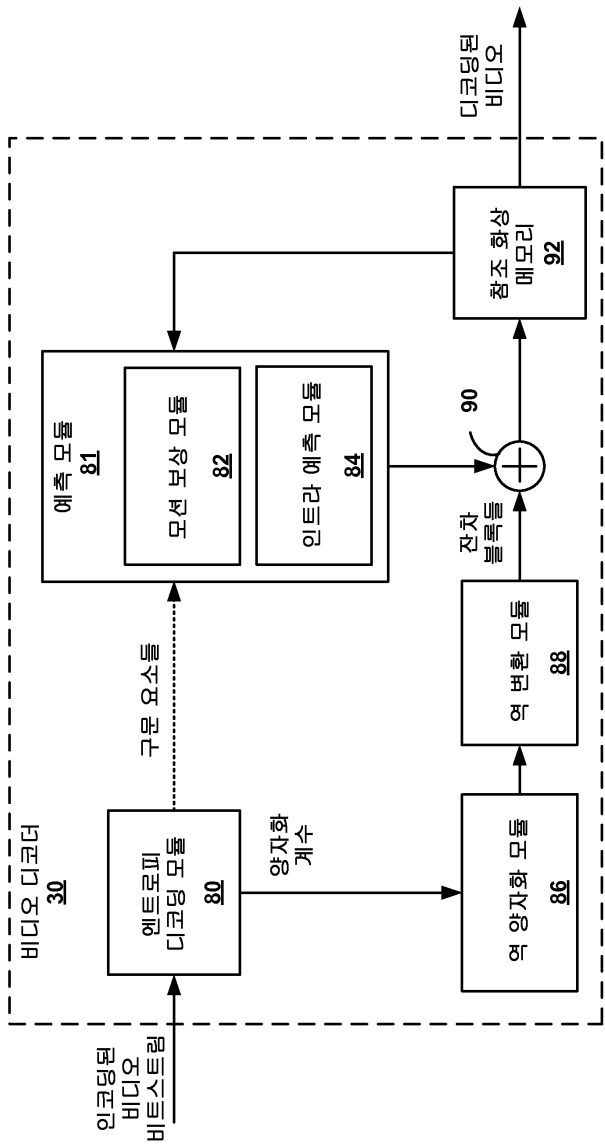 비디오 디코더
30
인코딩된
비디오
비트스트림
엔트로피
디코딩 모듈
80
구문 요소들
양자화
계수
예측 모듈
81
모션 보상 모듈
82
인트라 예측 모듈
84
역 양자화 모듈
86
역 변환 모듈
88
잔차
블록들
90
참조 화상
메모리
92
디코딩된
비디오